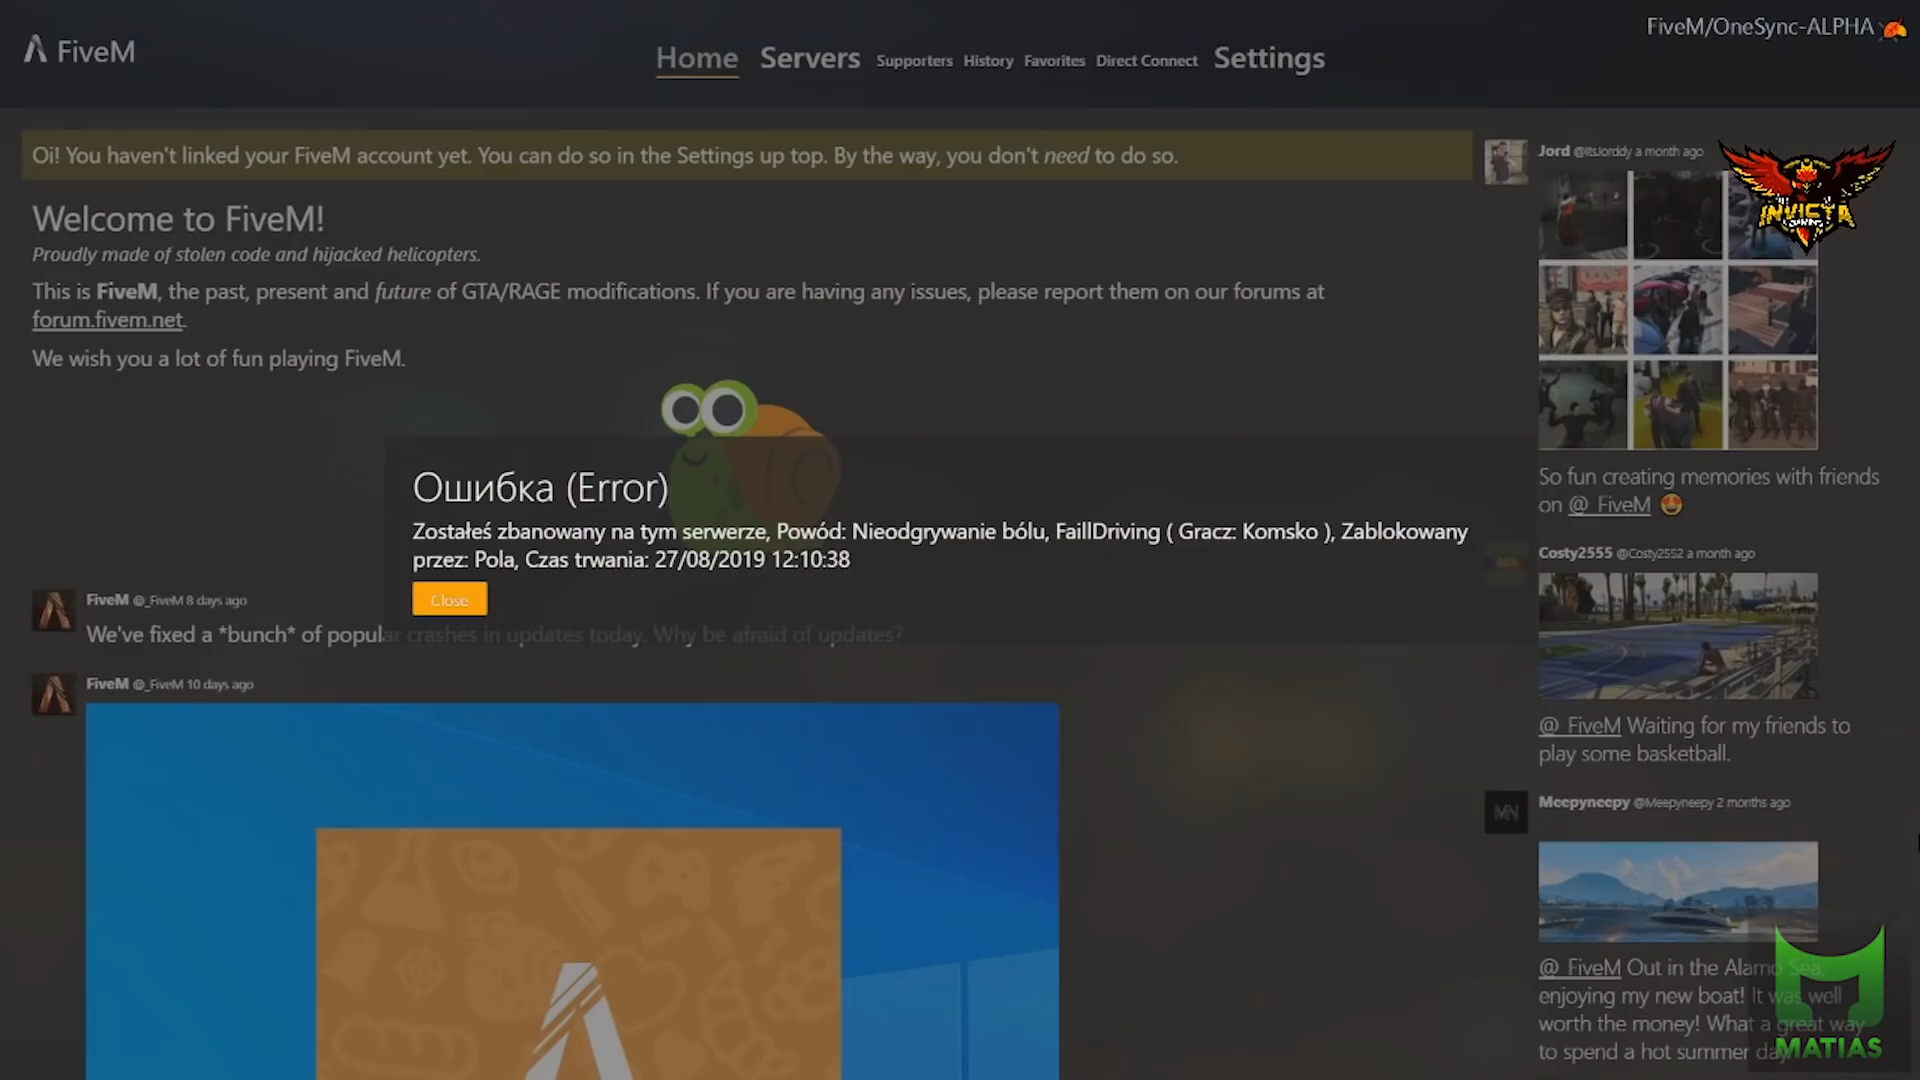 FiveM
Home Servers Supporters History Favorites Direct Connect Settings
FiveM/OneSync-ALPHA
Oi! You haven't linked your FiveM account yet. You can do so in the Settings up top. By the way, you don't need to do so.
Welcome to FiveM!
Proudly made of stolen code and hijacked helicopters.
This is FiveM, the past, present and future of GTA/RAGE modifications. If you are having any issues, please report them on our forums at
forum.fivem.net.
We wish you a lot of fun playing FiveM.
Ошибка (Error)
Zostałeś zbanowany na tym serwerze, Powód: Nieodgrywanie bólu, FaillDriving ( Gracz: Komsko ), Zablokowany
przez: Pola, Czas trwania: 27/08/2019 12:10:38
Close
FiveM @_FiveM 8 days ago
We've fixed a *bunch* of popular crashes in updates today. Why be afraid of updates?
FiveM @_FiveM 10 days ago
Jord @ItsJorddy a month ago
INVICTA
So fun creating memories with friends
on @_FiveM
Costy2555 @Costy2552 a month ago
@_FiveM Waiting for my friends to
play some basketball.
MN
Meepyneepy @Meepyneepy 2 months ago
@_FiveM Out in the Alamo Sea,
enjoying my new boat! It was well
worth the money! What a great way
to spend a hot summer day.
MATIAS